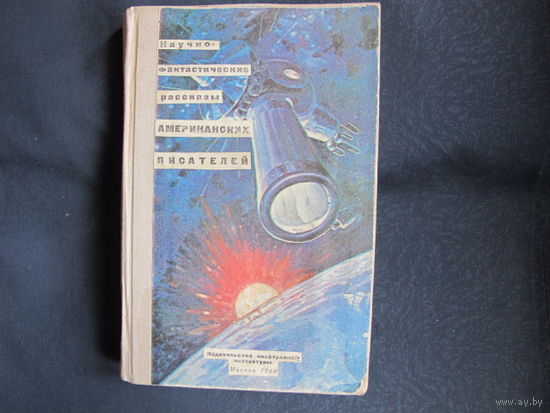 Научно-
фантастические
рассказы
АМЕРИКАНСКИХ
ПИСАТЕЛЕЙ
Издательство иностранной
литературы
Москва 1960
www.ay.by